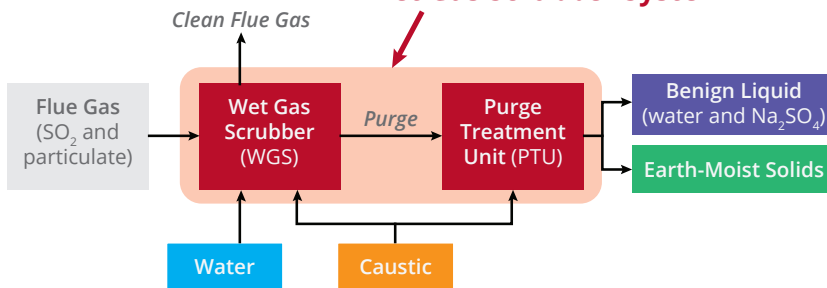 Clean Flue Gas
Flue Gas
(SO₂ and
particulate)
Wet Gas
Scrubber
(WGS)
Purge
Purge
Treatment
Unit (PTU)
Benign Liquid
(water and Na₂SO₄)
Earth-Moist Solids
Water
Caustic